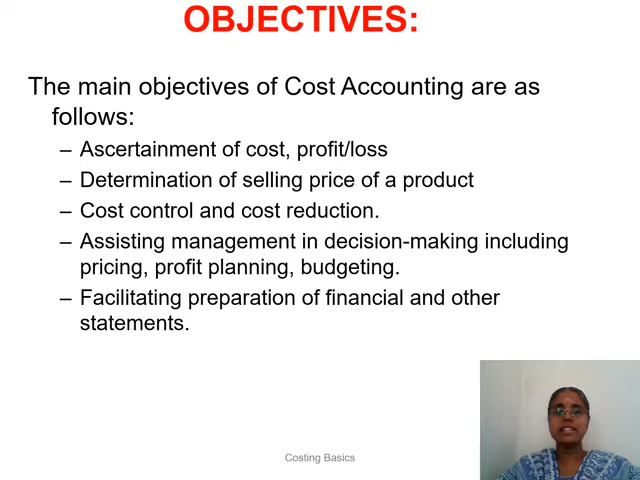 OBJECTIVES:
The main objectives of Cost Accounting are as
follows:
– Ascertainment of cost, profit/loss
– Determination of selling price of a product
– Cost control and cost reduction.
– Assisting management in decision-making including
pricing, profit planning, budgeting.
– Facilitating preparation of financial and other
statements.
Costing Basics